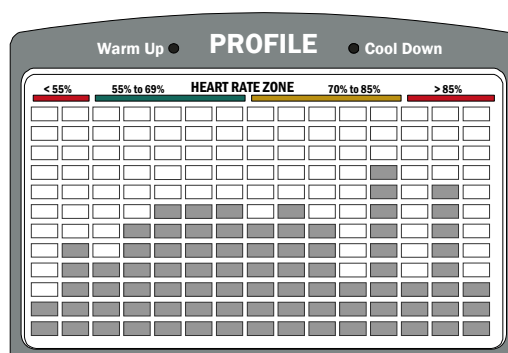 Warm Up PROFILE Cool Down
< 55% 55% to 69% HEART RATE ZONE 70% to 85% > 85%